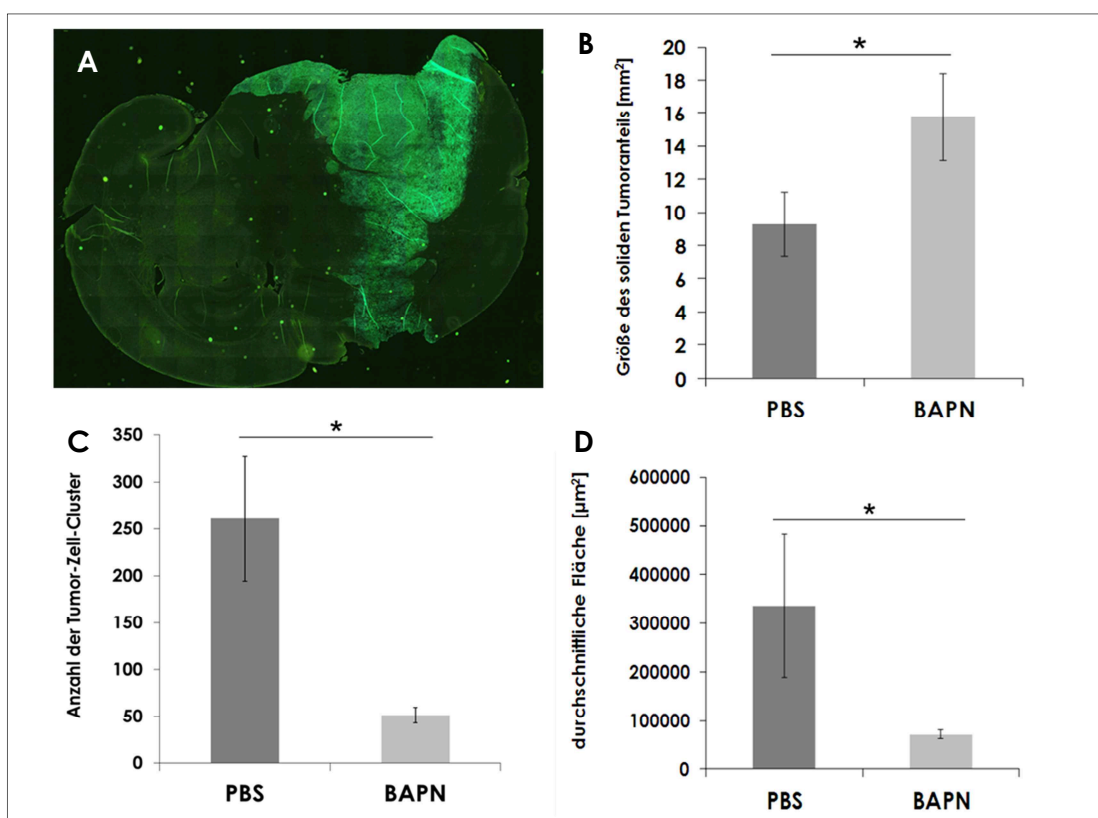 A
B
*
20
18
16
14
12
10
8
6
4
2
0
Größe des soliden Tumoranteils [mm²]
PBS BAPN
C
*
350
300
250
200
150
100
50
0
Anzahl der Tumor-Zell-Cluster
PBS BAPN
D
*
600000
500000
400000
300000
200000
100000
0
durchschnittliche Fläche [µm²]
PBS BAPN